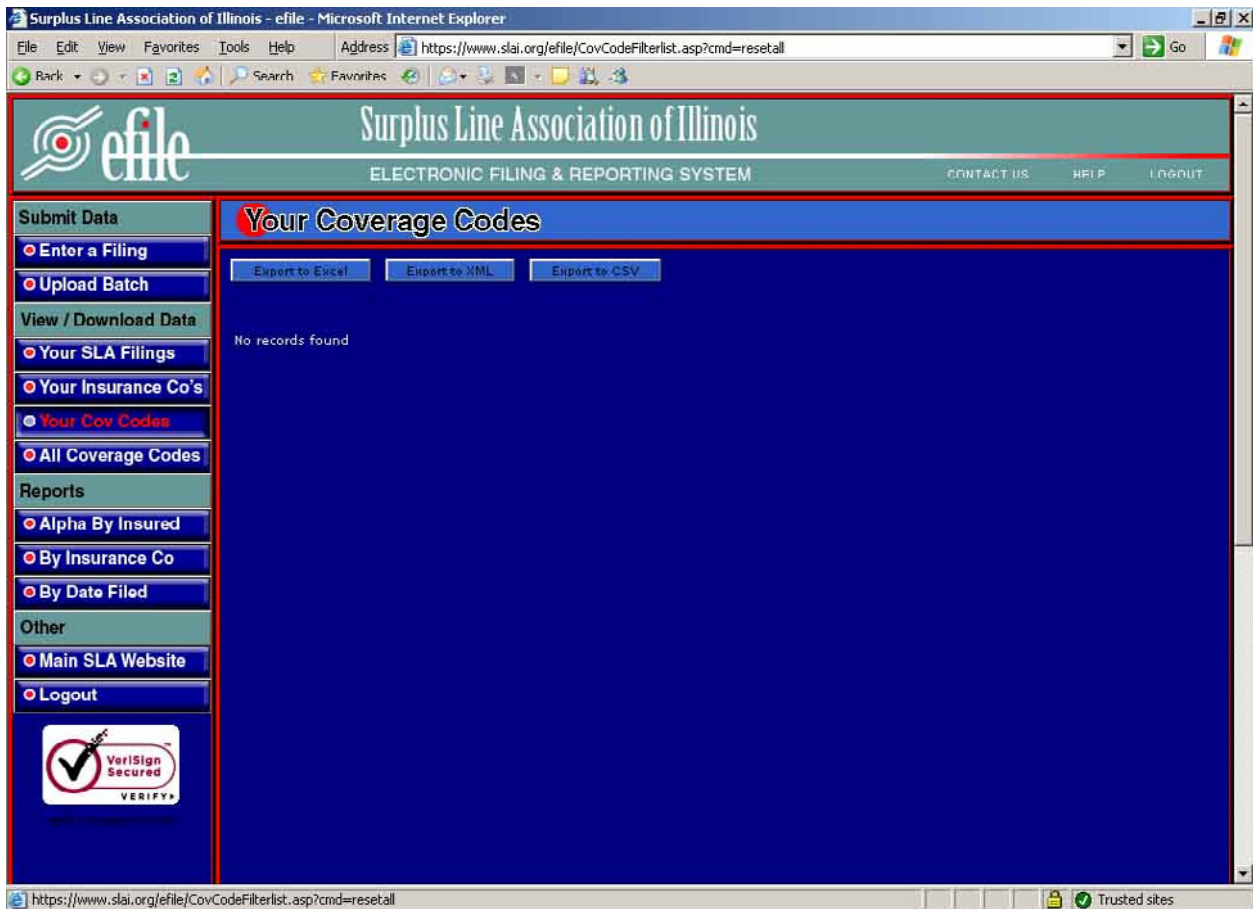 Surplus Line Association of Illinois - efile - Microsoft Internet Explorer
File Edit View Favorites Tools Help Address https://www.slai.org/efile/CovCodeFilterlist.asp?cmd=resetall Go
Back Search Favorites
efile
Surplus Line Association of Illinois
ELECTRONIC FILING & REPORTING SYSTEM
CONTACT US HELP LOGOUT
Submit Data
Enter a Filing
Upload Batch
View / Download Data
Your SLA Filings
Your Insurance Co's
Your Cov Codes
All Coverage Codes
Reports
Alpha By Insured
By Insurance Co
By Date Filed
Other
Main SLA Website
Logout
VeriSign
Secured
VERIFY
Your Coverage Codes
Export to Excel Export to XML Export to CSV
No records found
https://www.slai.org/efile/CovCodeFilterlist.asp?cmd=resetall Trusted sites